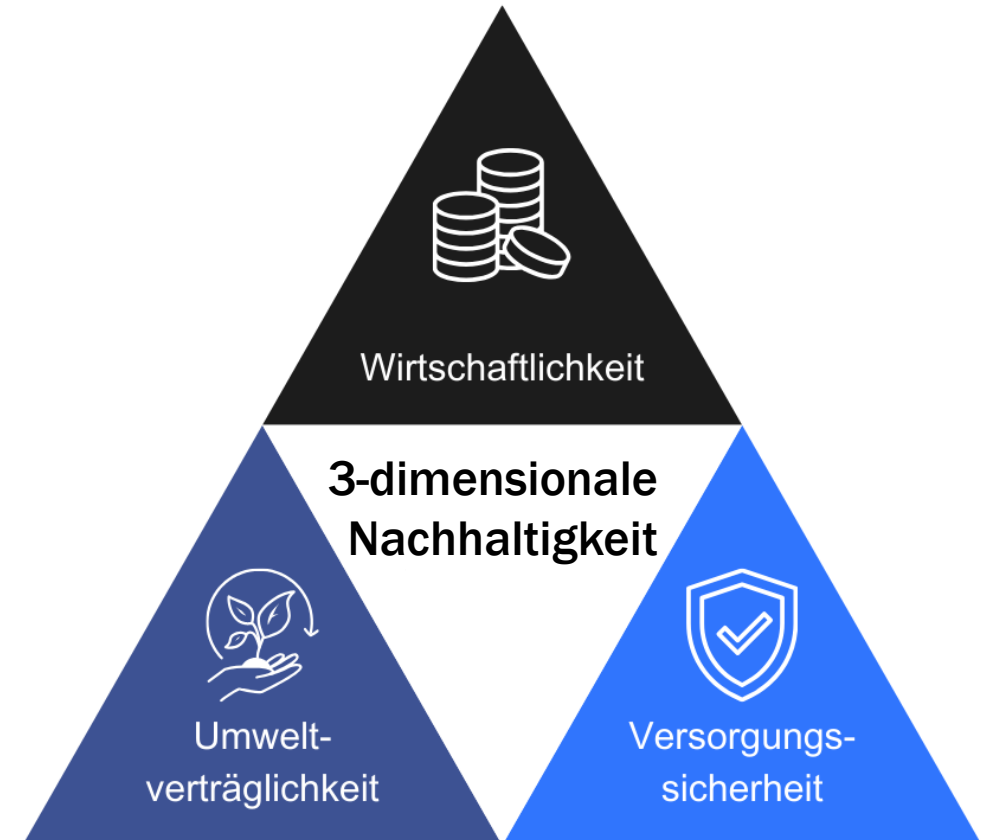 Wirtschaftlichkeit
3-dimensionale
Nachhaltigkeit
Umwelt-
verträglichkeit
Versorgungs-
sicherheit